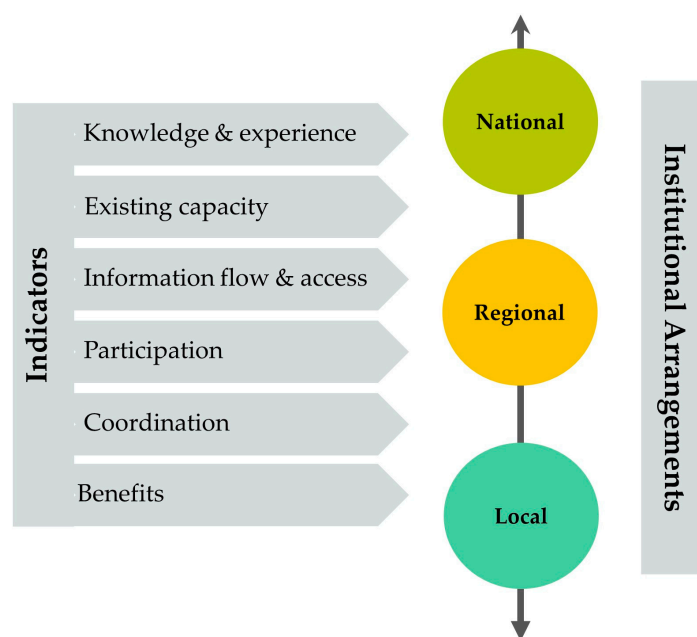 Indicators
Knowledge & experience
Existing capacity
Information flow & access
Participation
Coordination
Benefits
National
Regional
Local
Institutional Arrangements